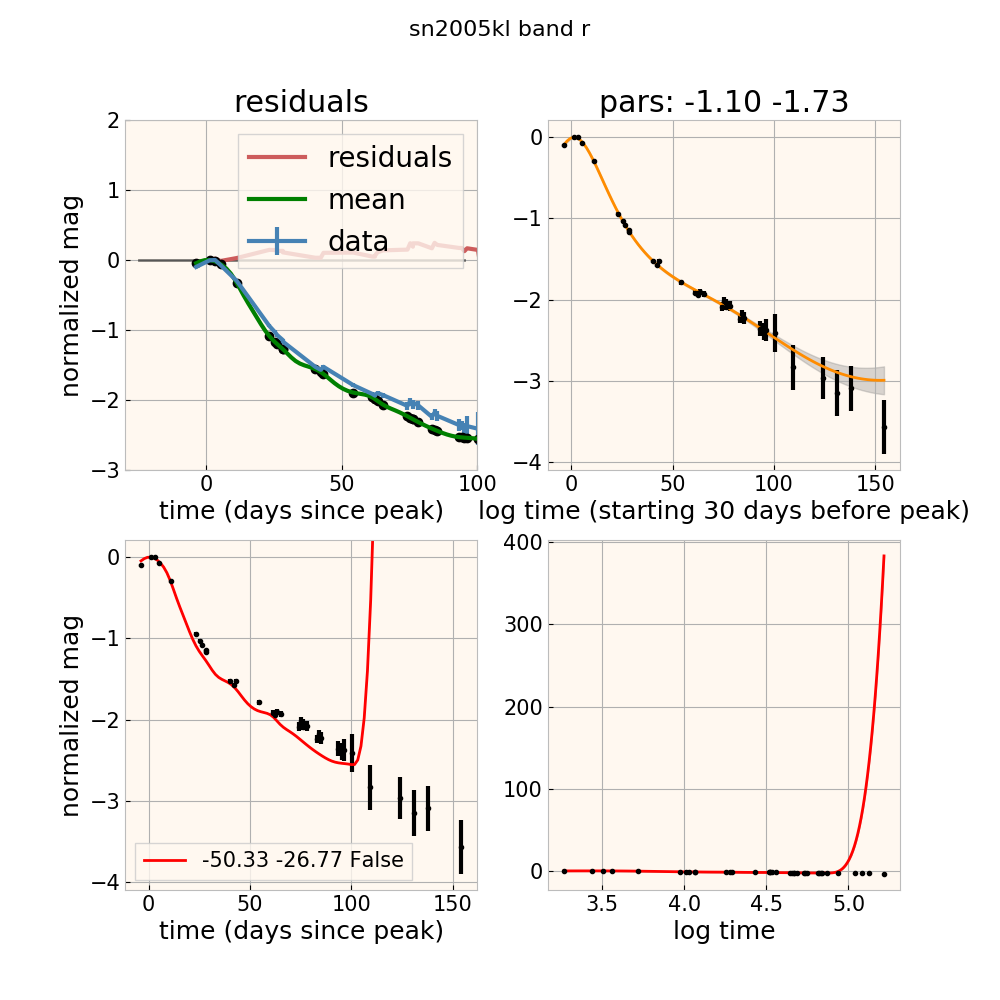 sn2005kl band r
residuals
pars: -1.10 -1.73
normalized mag
2
1
0
−1
−2
−3
residuals
mean
data
0
50
100
time (days since peak)
0
−1
−2
−3
−4
0
50
100
150
log time (starting 30 days before peak)
normalized mag
0
−1
−2
−3
−4
-50.33 -26.77 False
0
50
100
150
time (days since peak)
400
300
200
100
0
3.5
4.0
4.5
5.0
log time